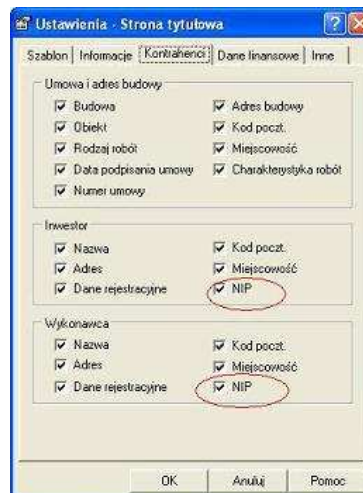 Ustawienia - Strona tytułowa
Szablon Informacje Kontrahenci Dane finansowe Inne
Umowa i adres budowy
Budowa Adres budowy
Obiekt Kod poczt.
Rodzaj robót Miejscowość
Data podpisania umowy Charakterystyka robót
Numer umowy
Inwestor
Nazwa Kod poczt.
Adres Miejscowość
Dane rejestracyjne NIP
Wykonawca
Nazwa Kod poczt.
Adres Miejscowość
Dane rejestracyjne NIP
OK Anuluj Pomoc